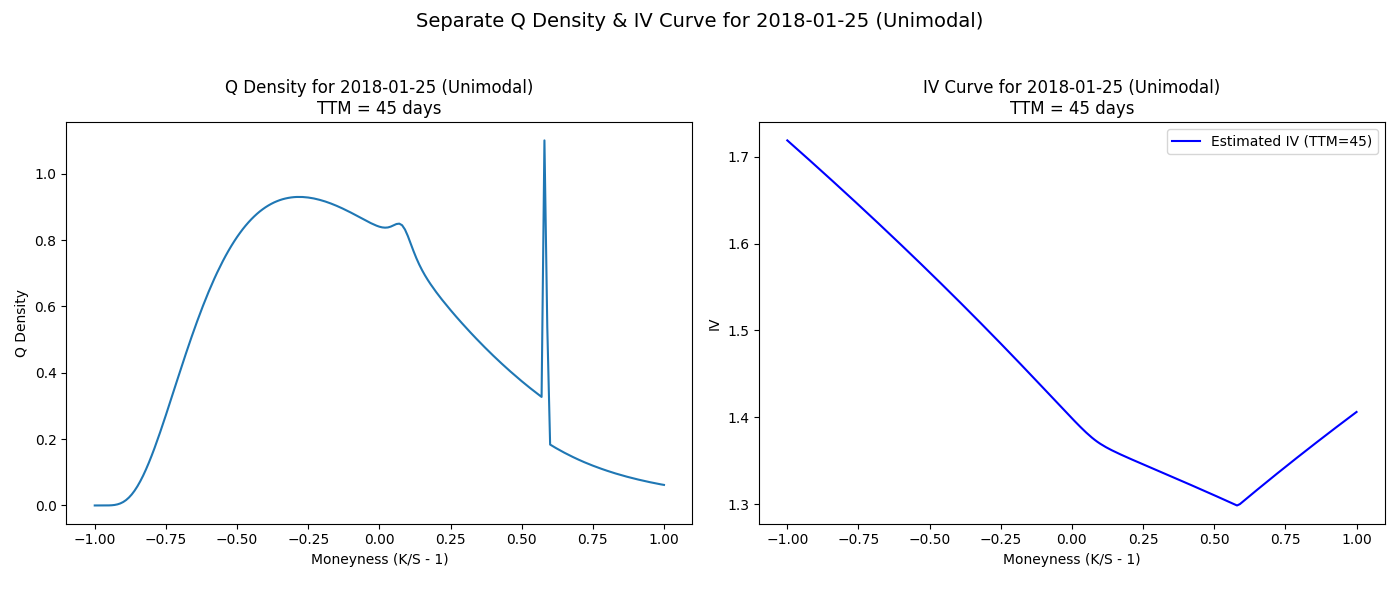 Separate Q Density & IV Curve for 2018-01-25 (Unimodal)
Q Density for 2018-01-25 (Unimodal)
TTM = 45 days
1.0
0.8
0.6
0.4
0.2
0.0
Q Density
−1.00 −0.75 −0.50 −0.25 0.00 0.25 0.50 0.75 1.00
Moneyness (K/S - 1)
IV Curve for 2018-01-25 (Unimodal)
TTM = 45 days
Estimated IV (TTM=45)
1.7
1.6
1.5
1.4
1.3
IV
−1.00 −0.75 −0.50 −0.25 0.00 0.25 0.50 0.75 1.00
Moneyness (K/S - 1)